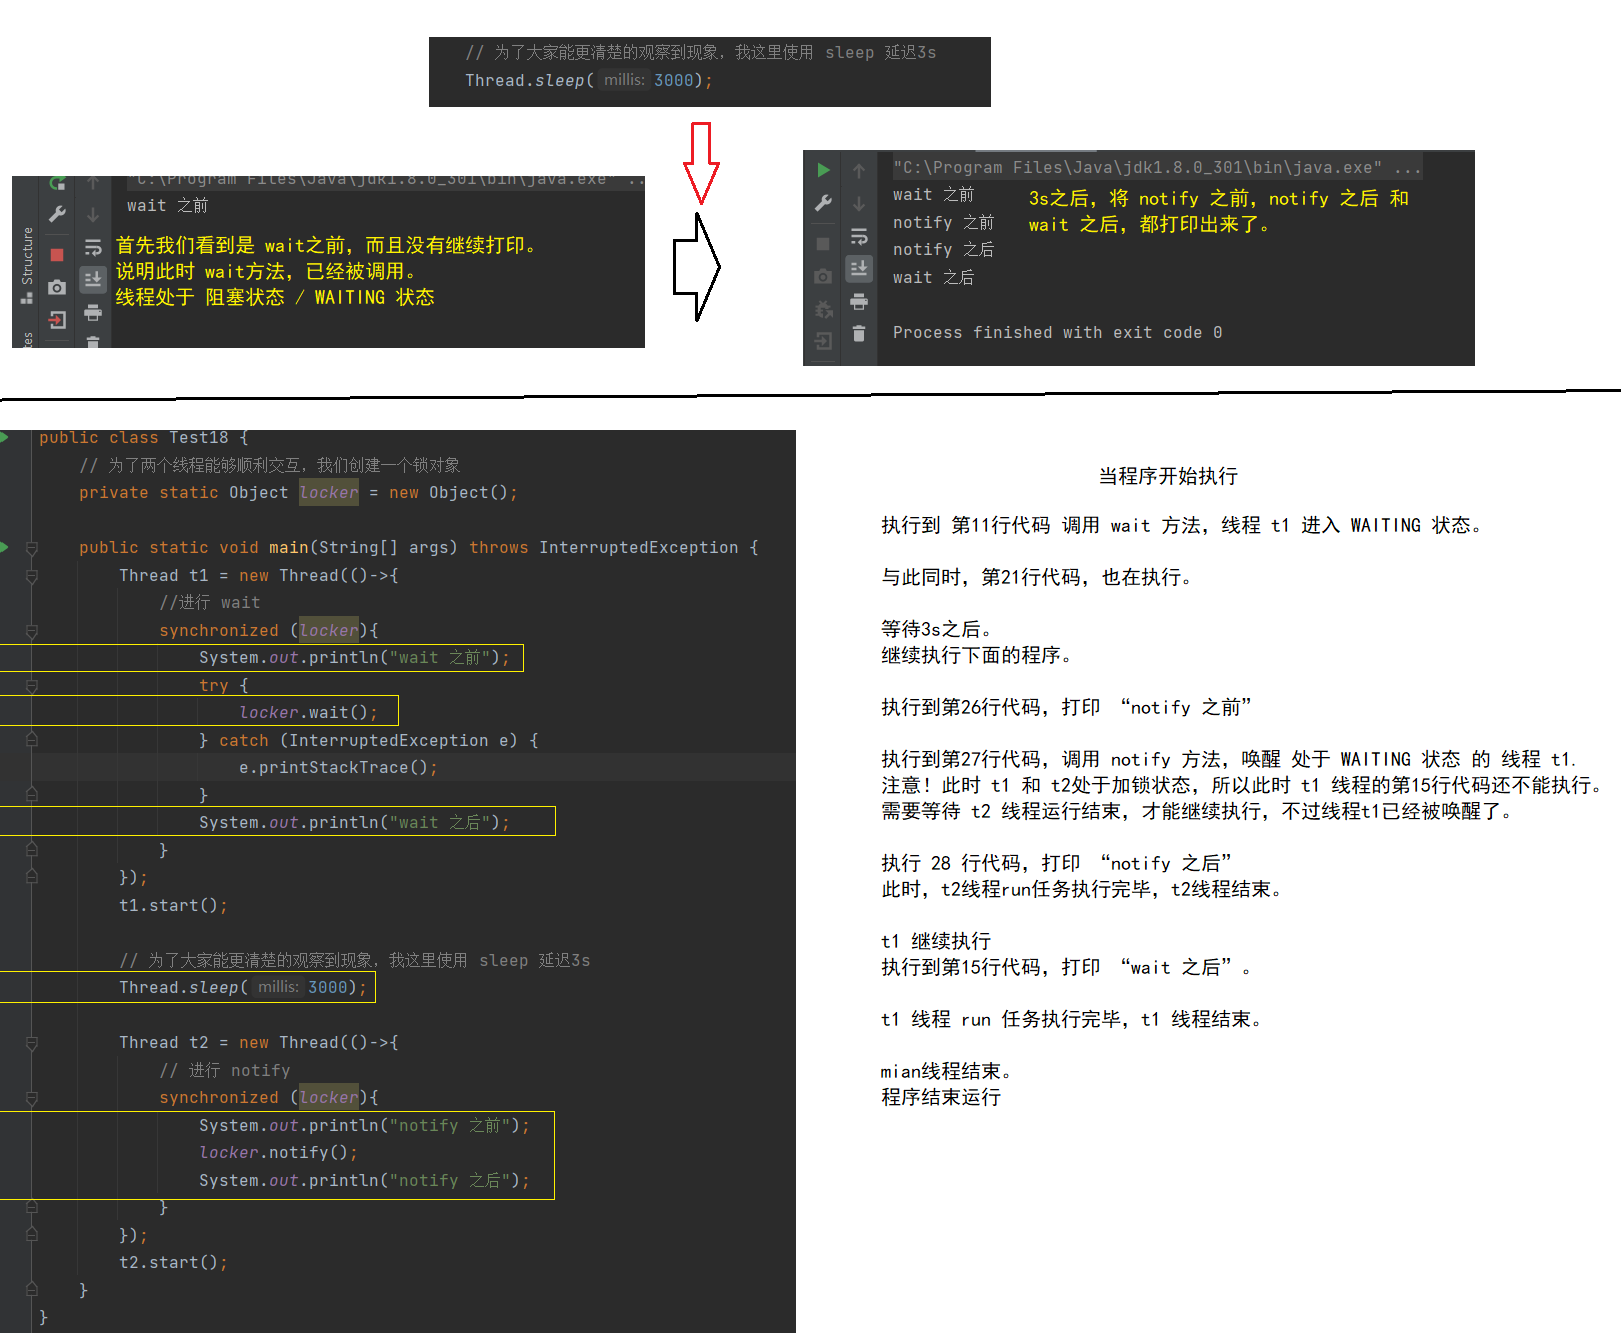 // 为了大家能更清楚的观察到现象，我这里使用 sleep 延迟3s
Thread.sleep( millis: 3000);
"C:\Program Files\Java\jdk1.8.0_301\bin\java.exe" ..
wait 之前
首先我们看到是 wait之前，而且没有继续打印。
说明此时 wait方法，已经被调用。
线程处于 阻塞状态 / WAITING 状态
Structure
"C:\Program Files\Java\jdk1.8.0_301\bin\java.exe" ...
wait 之前
notify 之前
notify 之后
wait 之后
3s之后，将 notify 之前，notify 之后 和
wait 之后，都打印出来了。
Process finished with exit code 0
public class Test18 {
// 为了两个线程能够顺利交互，我们创建一个锁对象
private static Object locker = new Object();
public static void main(String[] args) throws InterruptedException {
Thread t1 = new Thread(()->{
//进行 wait
synchronized (locker){
System.out.println("wait 之前");
try {
locker.wait();
} catch (InterruptedException e) {
e.printStackTrace();
}
System.out.println("wait 之后");
}
});
t1.start();
// 为了大家能更清楚的观察到现象，我这里使用 sleep 延迟3s
Thread.sleep( millis: 3000);
Thread t2 = new Thread(()->{
// 进行 notify
synchronized (locker){
System.out.println("notify 之前");
locker.notify();
System.out.println("notify 之后");
}
});
t2.start();
}
}
当程序开始执行
执行到 第11行代码 调用 wait 方法，线程 t1 进入 WAITING 状态。
与此同时，第21行代码，也在执行。
等待3s之后。
继续执行下面的程序。
执行到第26行代码，打印 “notify 之前”
执行到第27行代码，调用 notify 方法，唤醒 处于 WAITING 状态 的 线程 t1.
注意！此时 t1 和 t2处于加锁状态，所以此时 t1 线程的第15行代码还不能执行。
需要等待 t2 线程运行结束，才能继续执行，不过线程t1已经被唤醒了。
执行 28 行代码，打印 “notify 之后”
此时，t2线程run任务执行完毕，t2线程结束。
t1 继续执行
执行到第15行代码，打印 “wait 之后”。
t1 线程 run 任务执行完毕，t1 线程结束。
mian线程结束。
程序结束运行